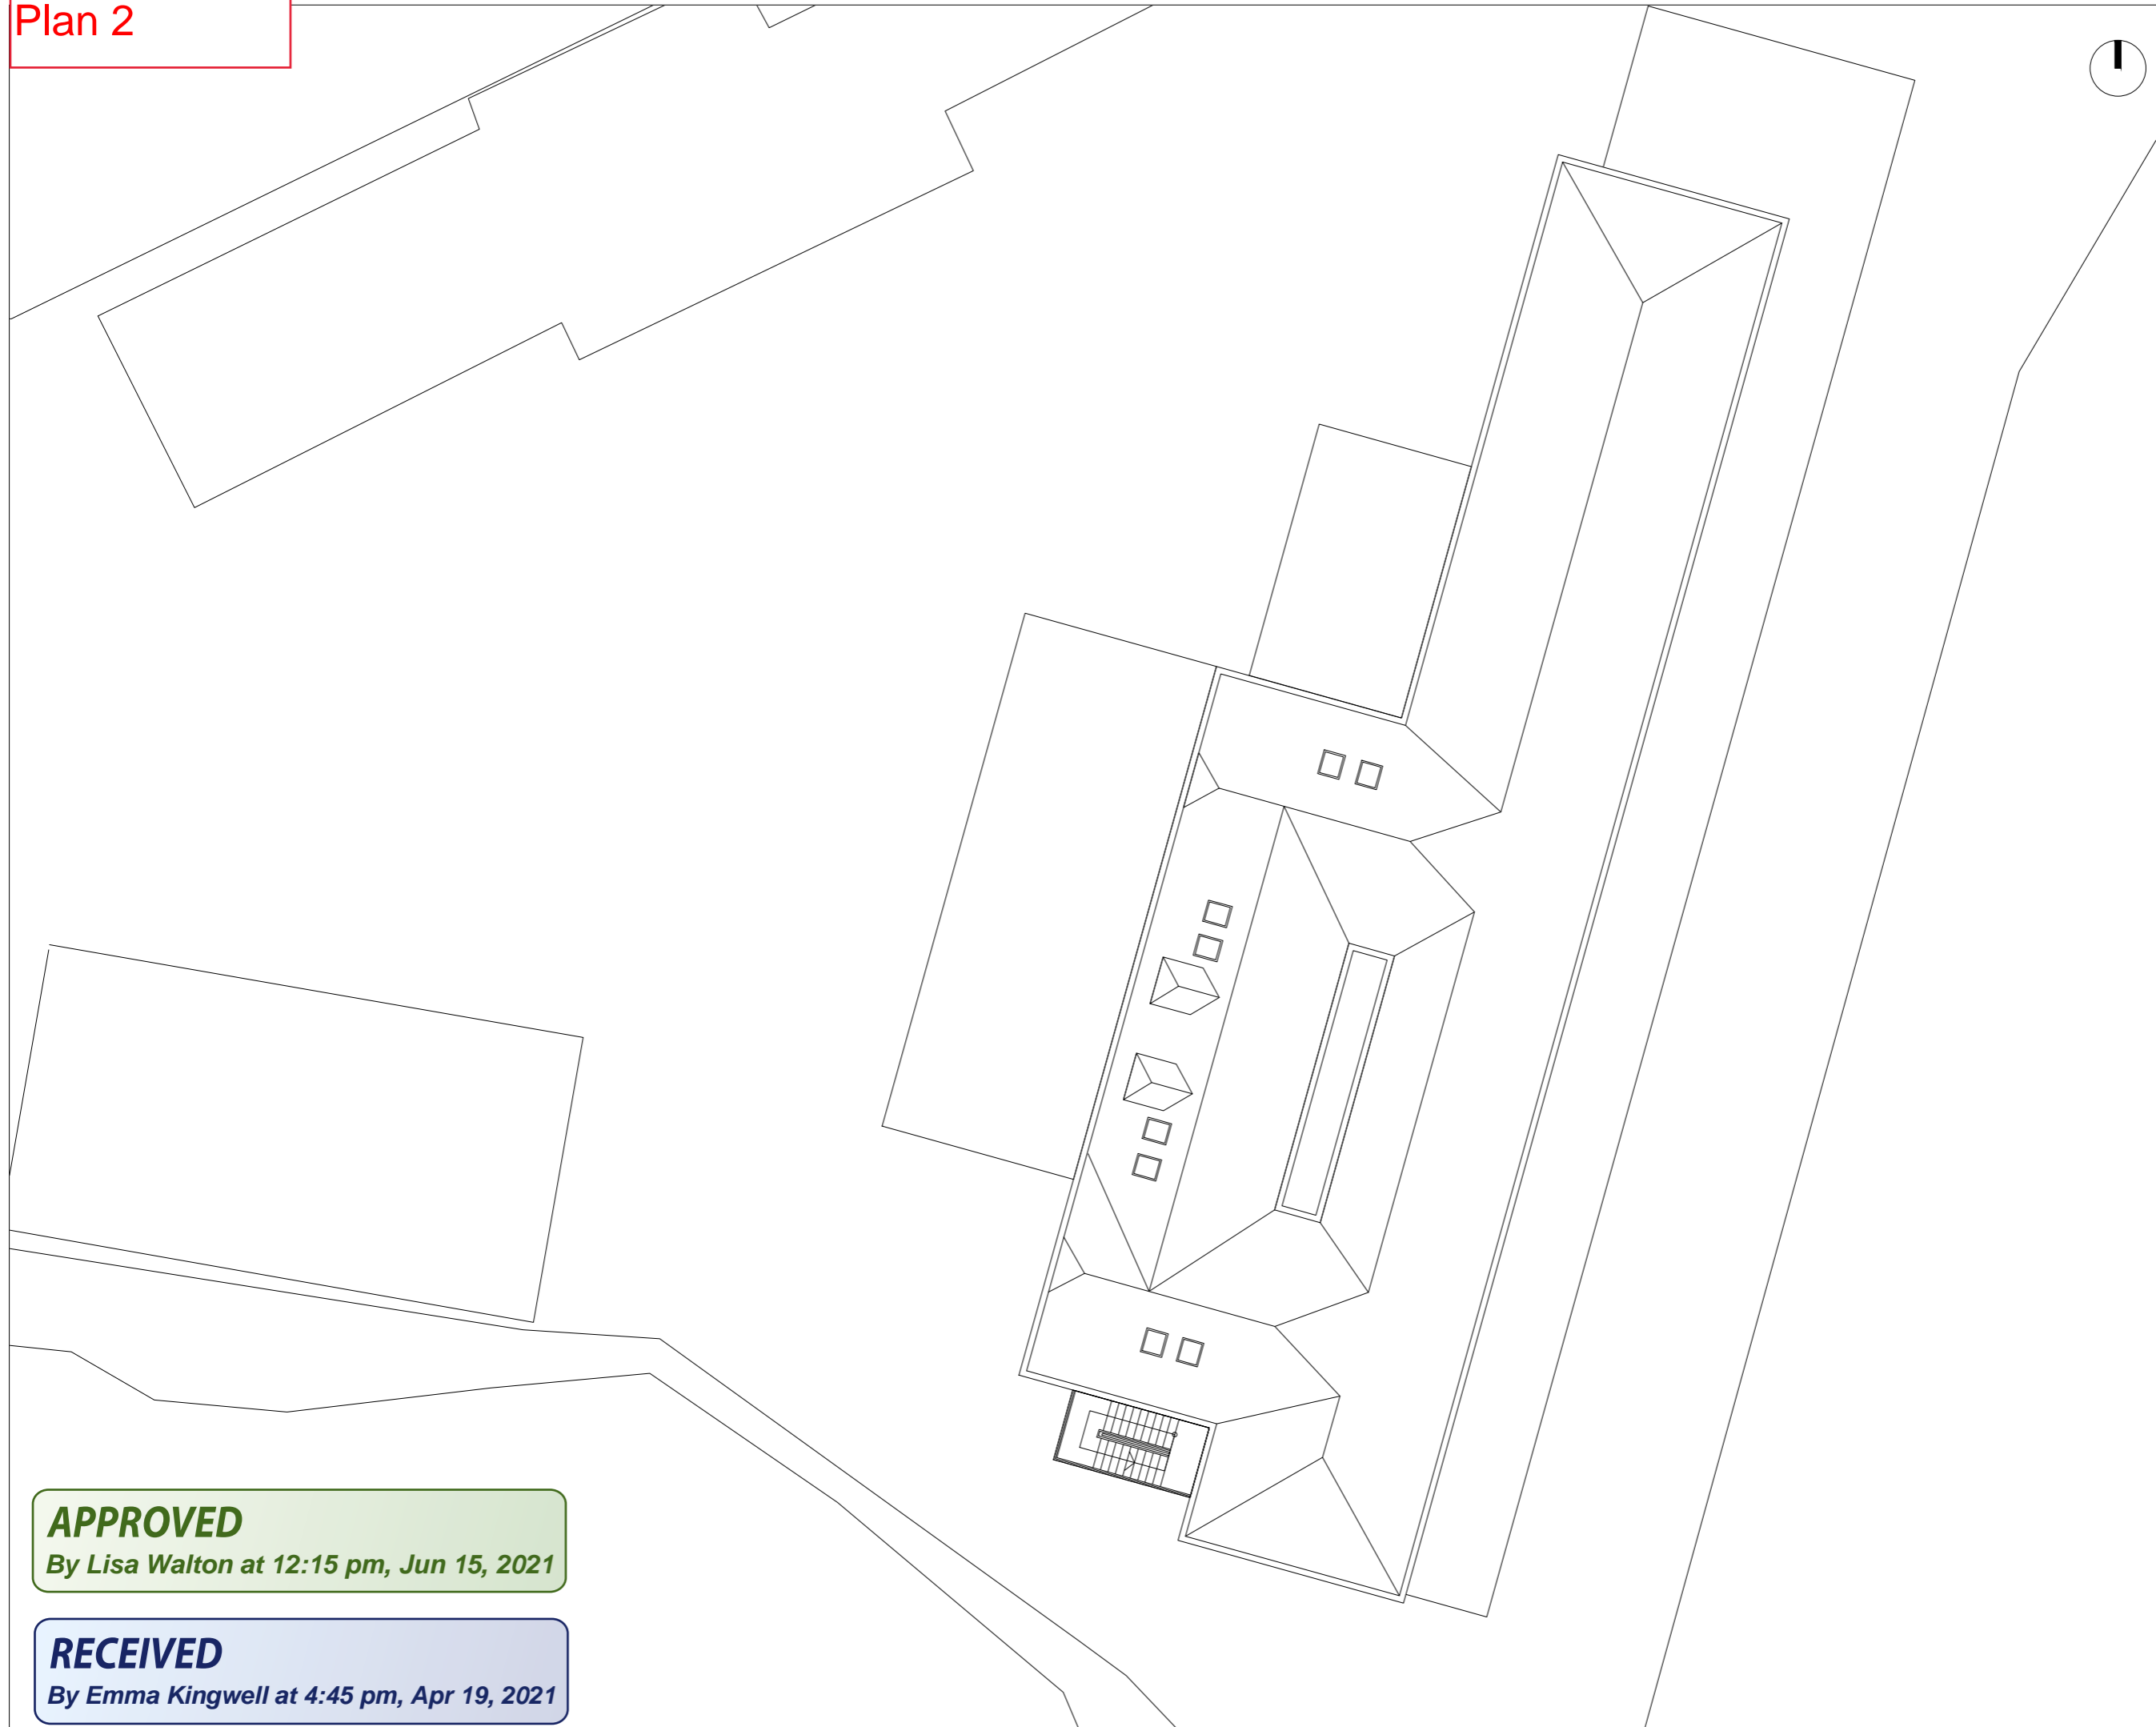 Plan 2
APPROVED
By Lisa Walton at 12:15 pm, Jun 15, 2021
RECEIVED
By Emma Kingwell at 4:45 pm, Apr 19, 2021